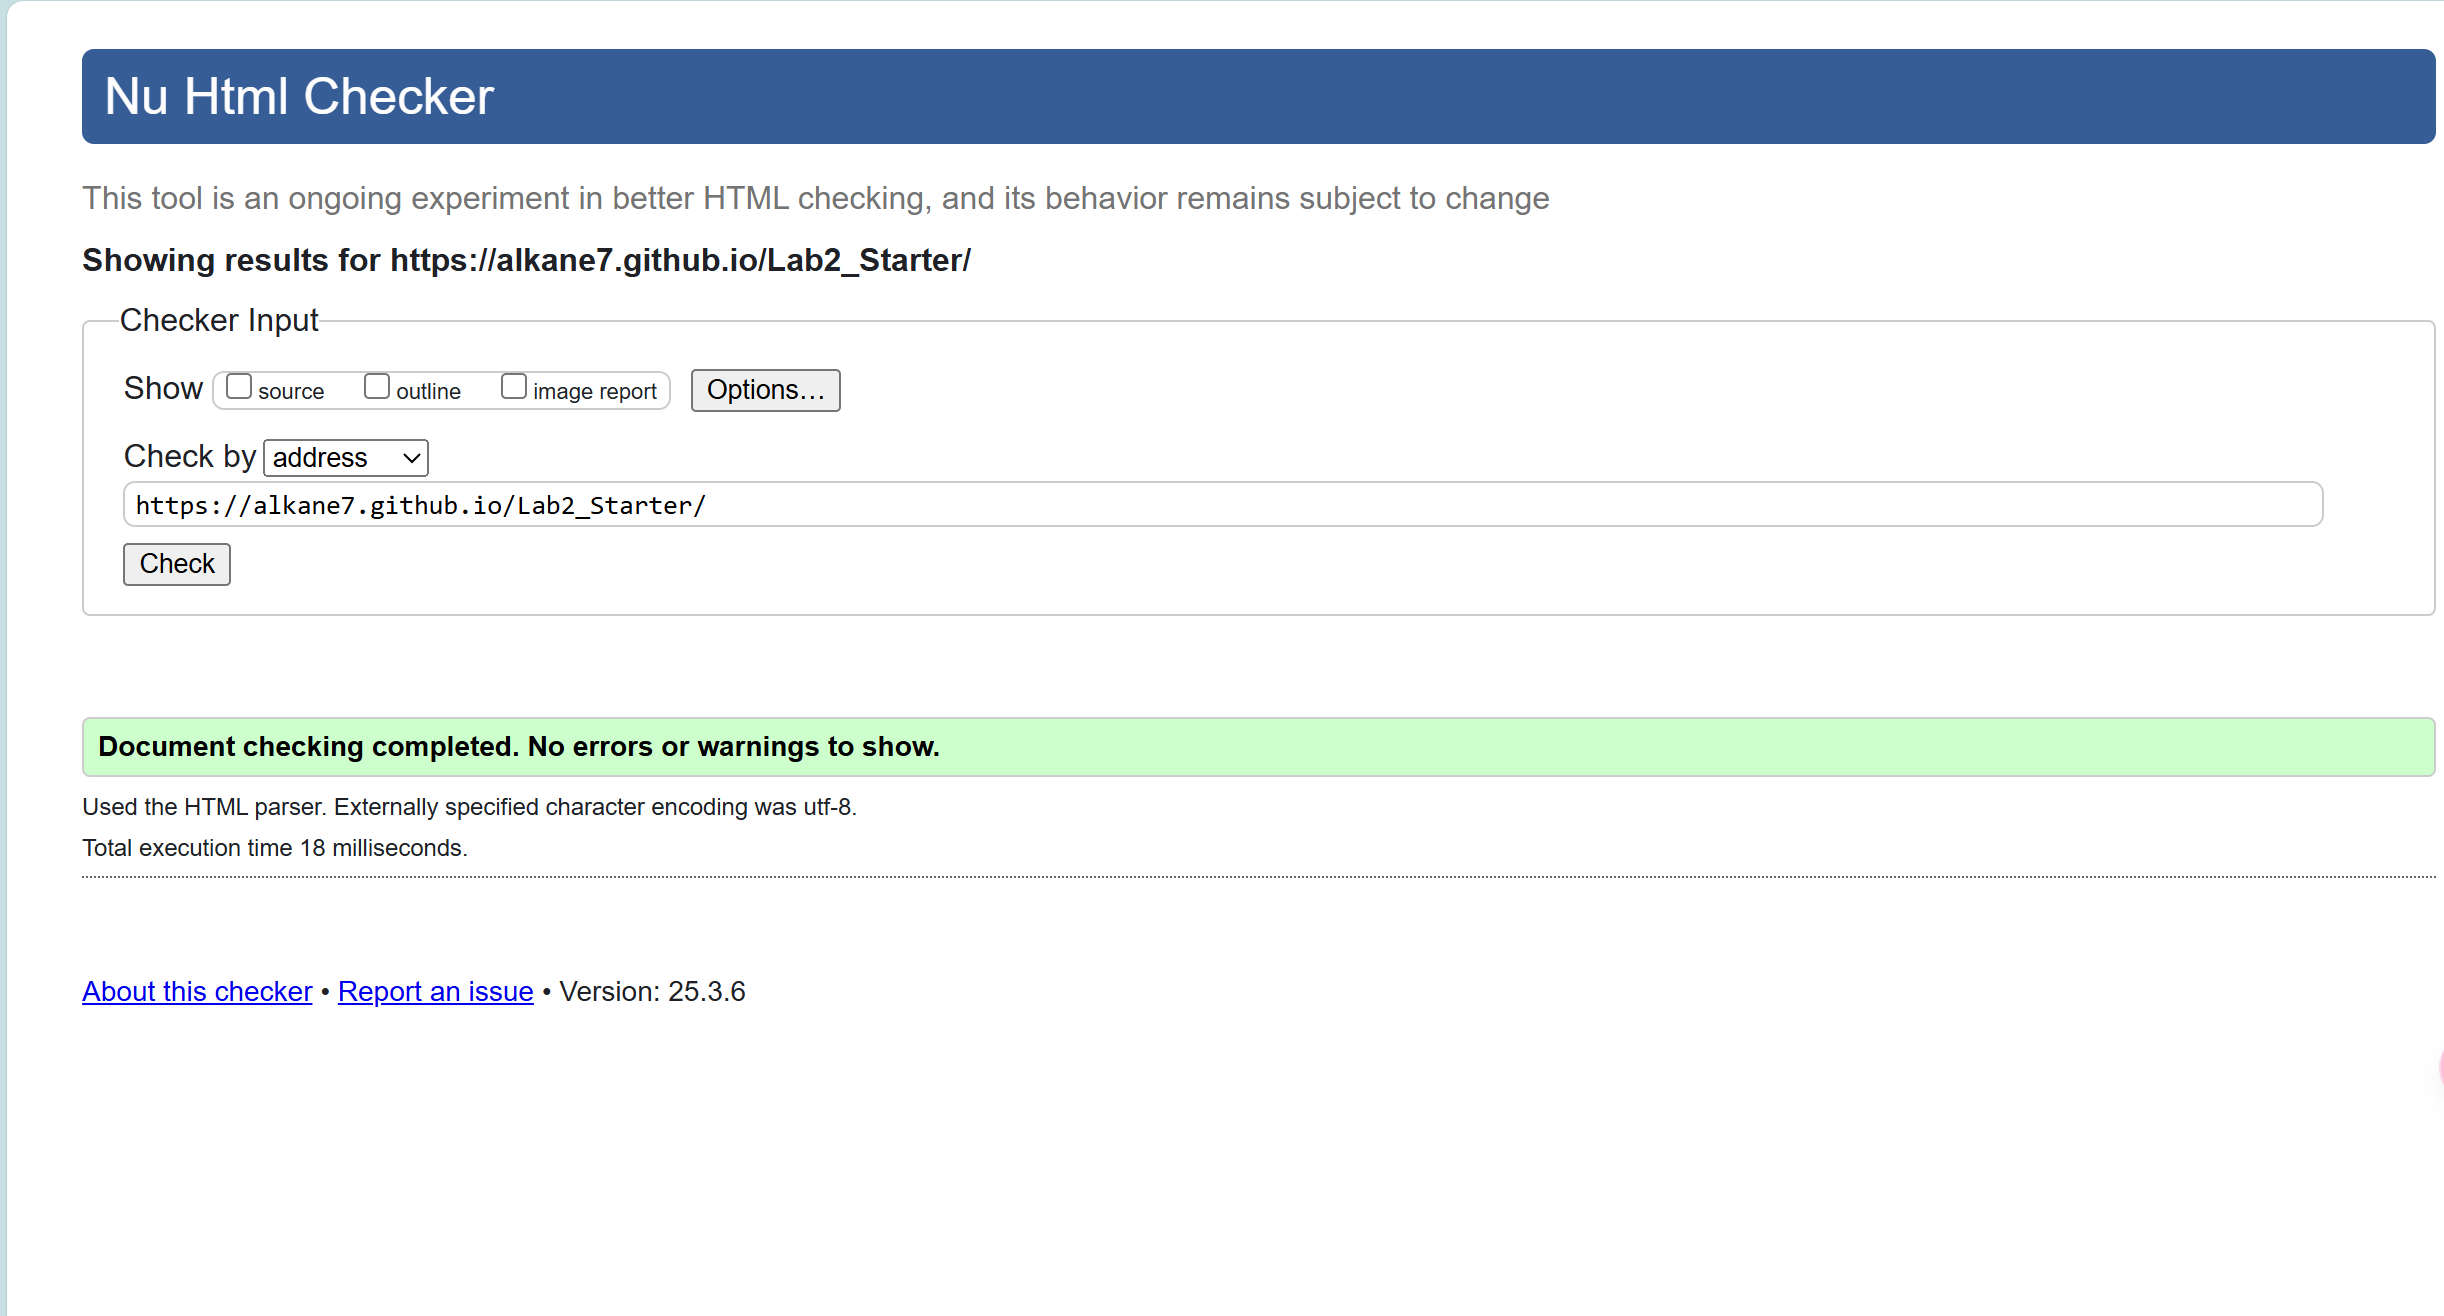 Nu Html Checker
This tool is an ongoing experiment in better HTML checking, and its behavior remains subject to change
Showing results for https://alkane7.github.io/Lab2_Starter/
Checker Input
Show source outline image report Options…
Check by address
https://alkane7.github.io/Lab2_Starter/
Check
Document checking completed. No errors or warnings to show.
Used the HTML parser. Externally specified character encoding was utf-8.
Total execution time 18 milliseconds.
About this checker • Report an issue • Version: 25.3.6